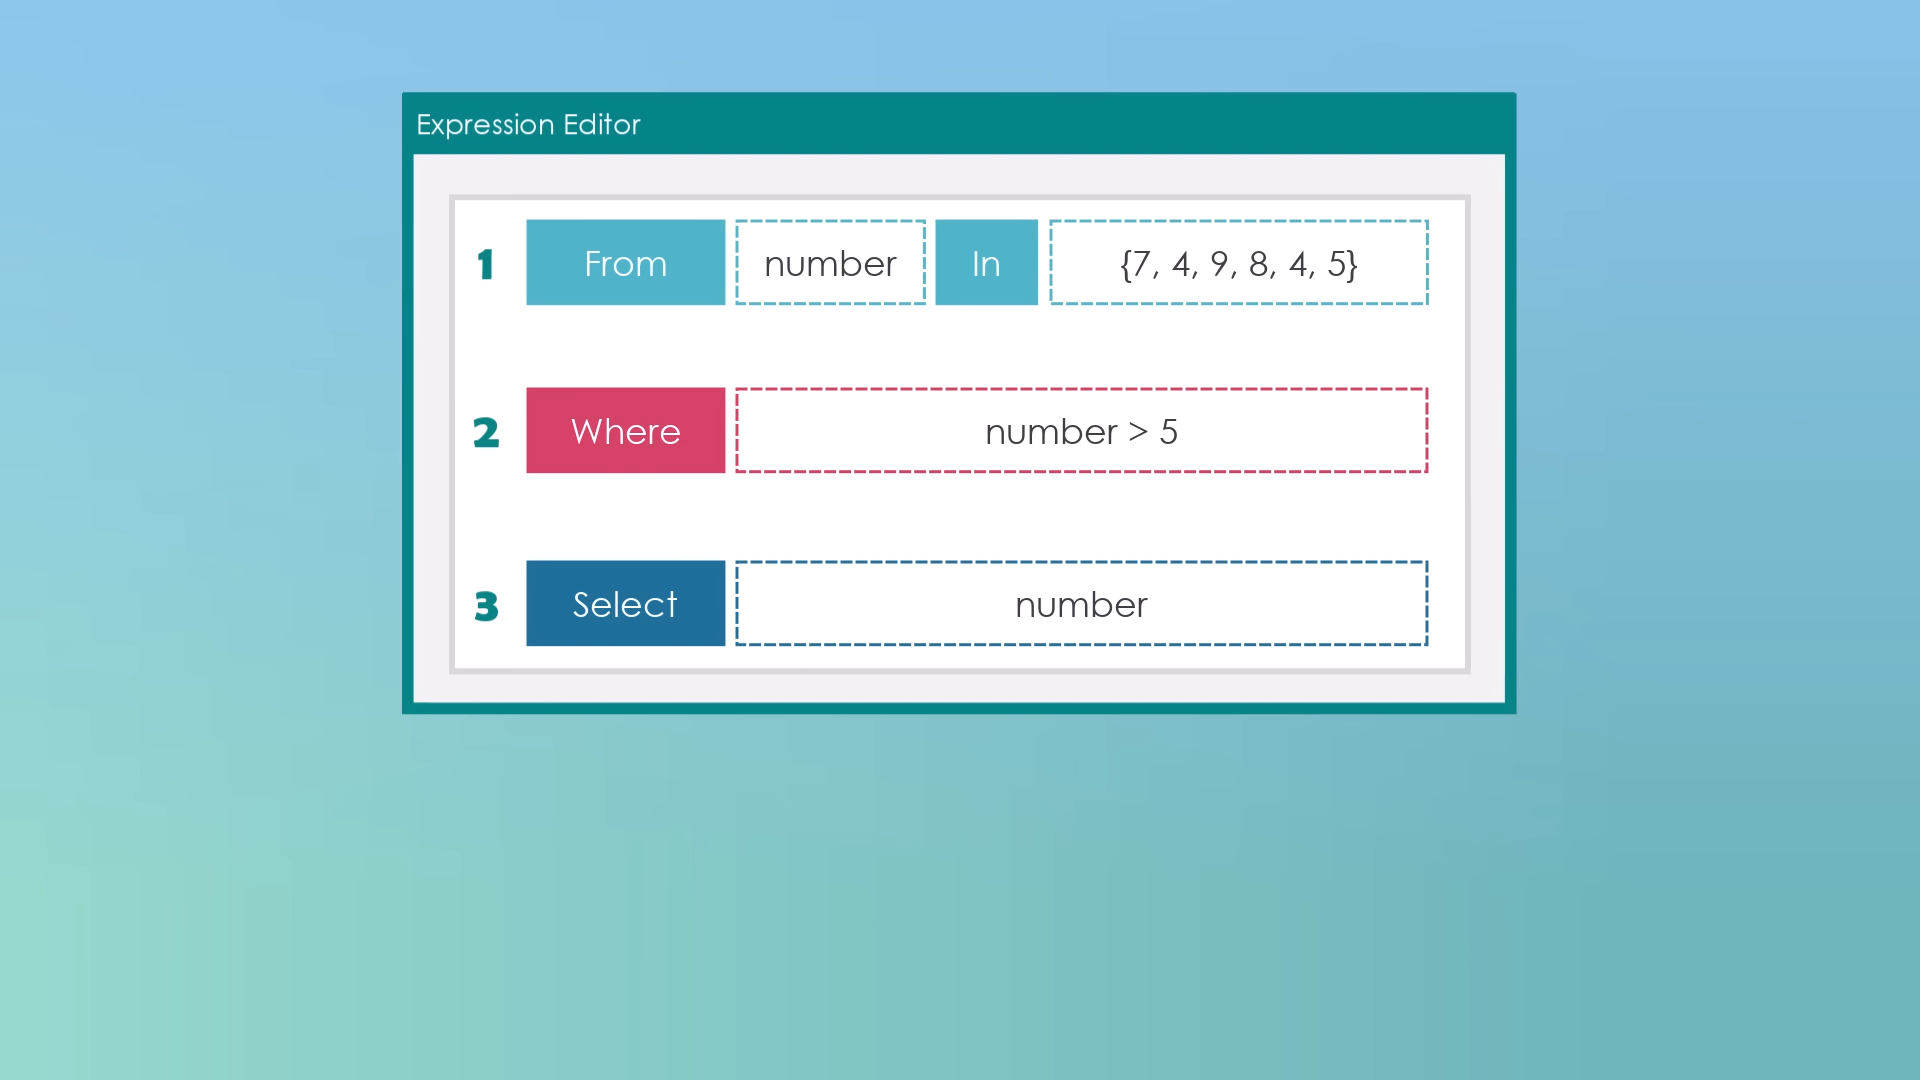 Expression Editor
1 From number In {7, 4, 9, 8, 4, 5}
2 Where number > 5
3 Select number